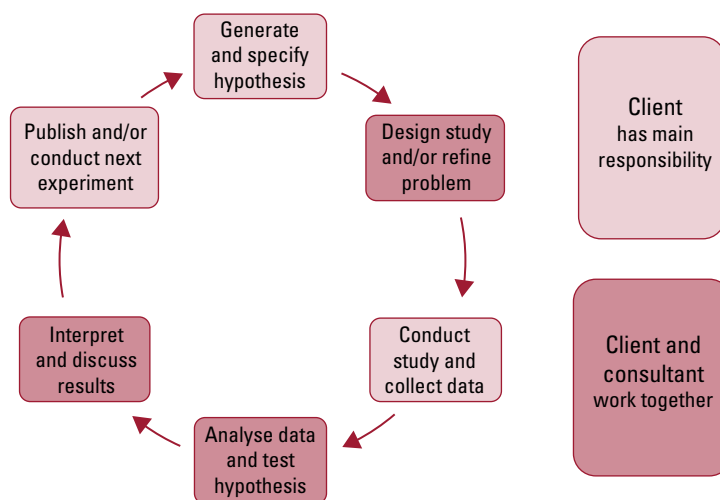 Generate
and specify
hypothesis
Design study
and/or refine
problem
Conduct
study and
collect data
Analyse data
and test
hypothesis
Interpret
and discuss
results
Publish and/or
conduct next
experiment
Client
has main
responsibility
Client and
consultant
work together